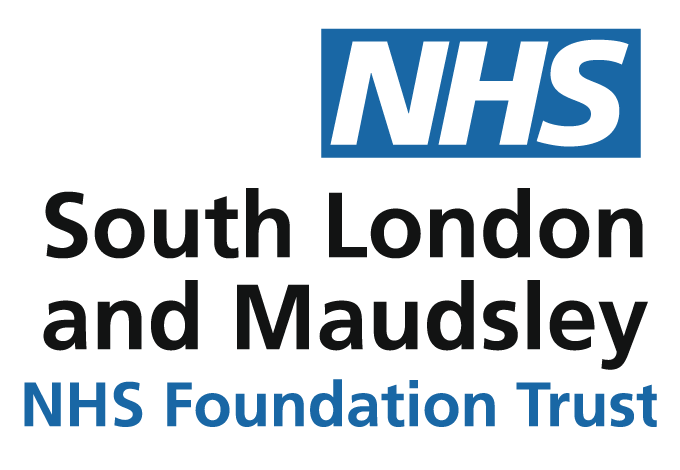 NHS
South London
and Maudsley
NHS Foundation Trust